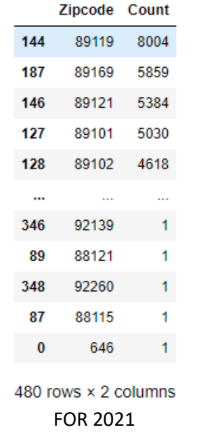 Zipcode Count
144 89119 8004
187 89169 5859
146 89121 5384
127 89101 5030
128 89102 4618
... ... ...
346 92139 1
89 88121 1
348 92260 1
87 88115 1
0 646 1
480 rows × 2 columns
FOR 2021